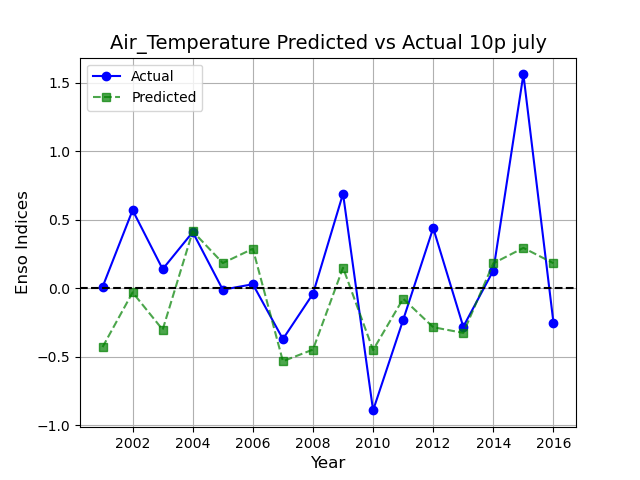 Air_Temperature Predicted vs Actual 10p july
Actual
Predicted
1.5
1.0
0.5
0.0
−0.5
−1.0
Enso Indices
2002 2004 2006 2008 2010 2012 2014 2016
Year